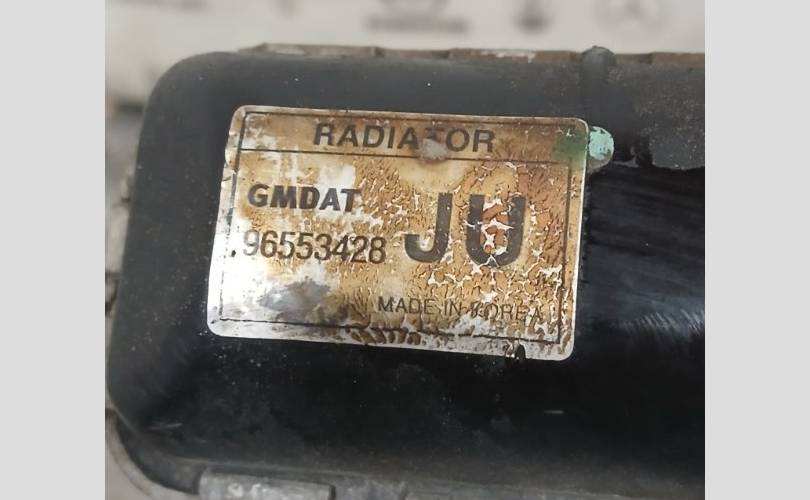 RADIATOR
GMDAT
JU
96553428
MADE IN KOREA